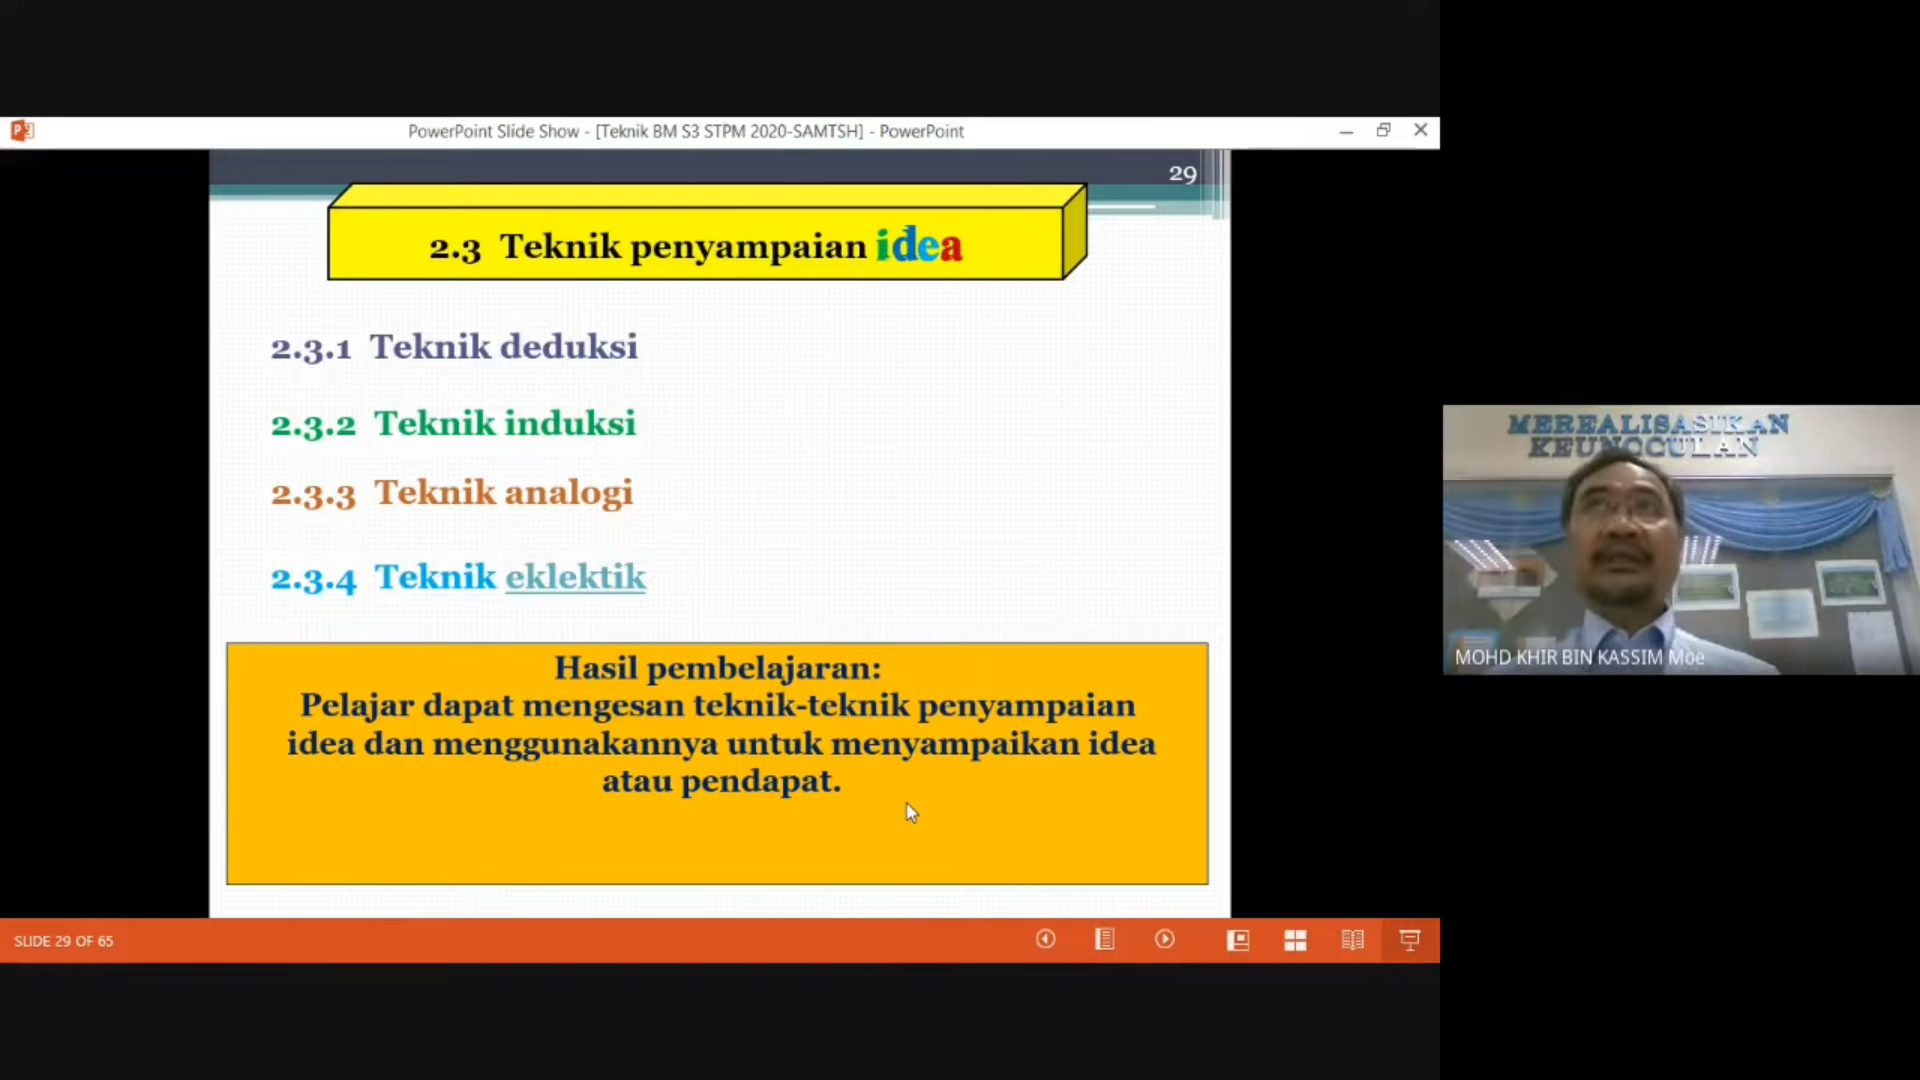 PowerPoint Slide Show - [Teknik BM S3 STPM 2020-SAMTSH] - PowerPoint
29
2.3 Teknik penyampaian idea
2.3.1 Teknik deduksi
2.3.2 Teknik induksi
2.3.3 Teknik analogi
2.3.4 Teknik eklektik
Hasil pembelajaran:
Pelajar dapat mengesan teknik-teknik penyampaian
idea dan menggunakannya untuk menyampaikan idea
atau pendapat.
SLIDE 29 OF 65
MEREALISASIKAN
KEUNGGULAN
MOHD KHIR BIN KASSIM Moe